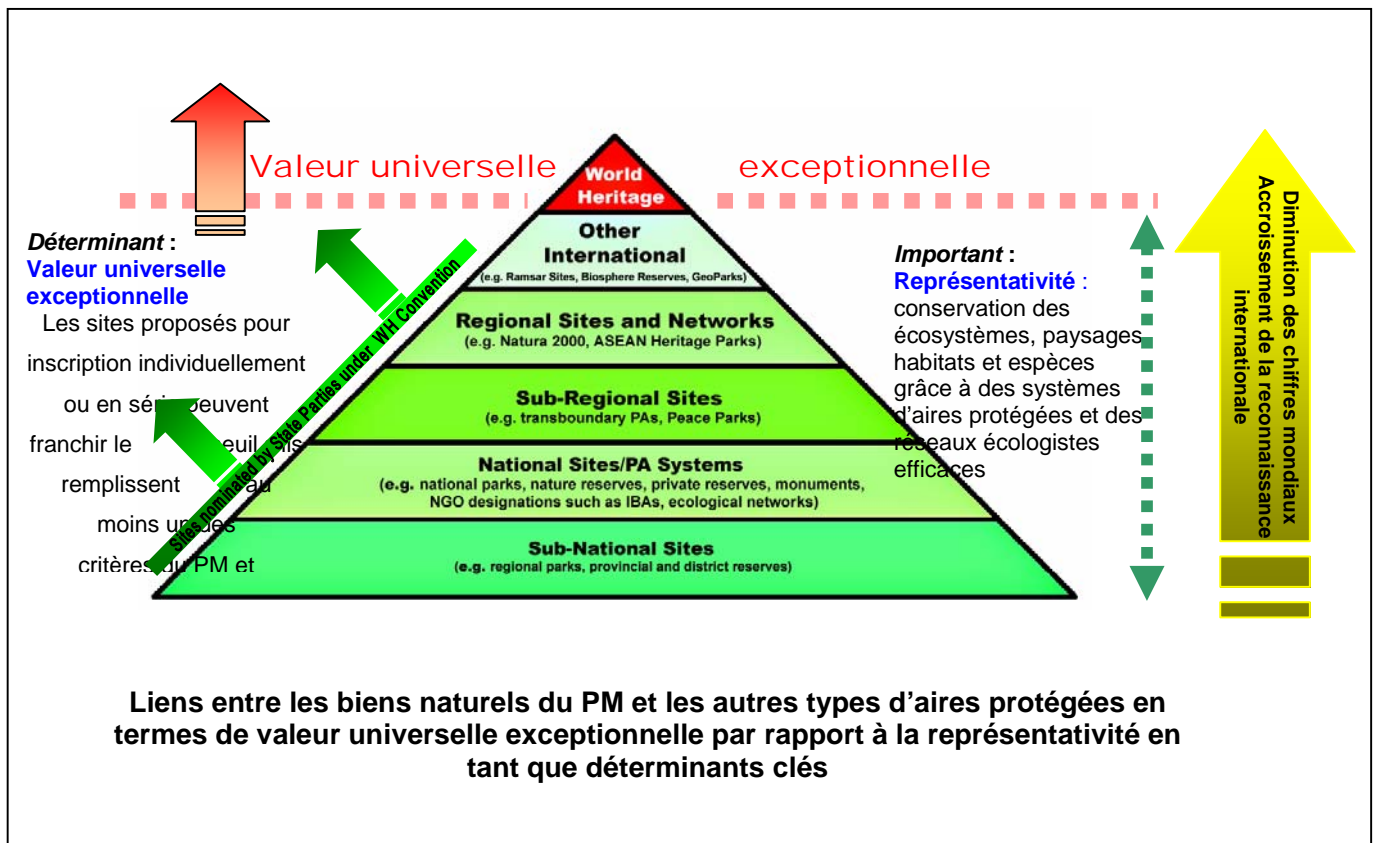 Valeur universelle exceptionnelle
World
Heritage
Déterminant :
Valeur universelle
exceptionnelle
Les sites proposés pour
inscription individuellement
ou en série peuvent
franchir le
remplissent au
moins un des
critères du PM et
Sites nominated by State Parties under WH Convention
Other
International
(e.g. Ramsar Sites, Biosphere Reserves, GeoParks)
Regional Sites and Networks
(e.g. Natura 2000, ASEAN Heritage Parks)
Sub-Regional Sites
(e.g. transboundary PAs, Peace Parks)
National Sites/PA Systems
(e.g. national parks, nature reserves, private reserves, monuments,
NGO designations such as IBAs, ecological networks)
Sub-National Sites
(e.g. regional parks, provincial and district reserves)
Important :
Représentativité :
conservation des
écosystèmes, paysages,
habitats et espèces
grâce à des systèmes
d'aires protégées et des
réseaux écologistes
efficaces
Diminution des chiffres mondiaux
Accroissement de la reconnaissance
internationale
Liens entre les biens naturels du PM et les autres types d'aires protégées en
termes de valeur universelle exceptionnelle par rapport à la représentativité en
tant que déterminants clés